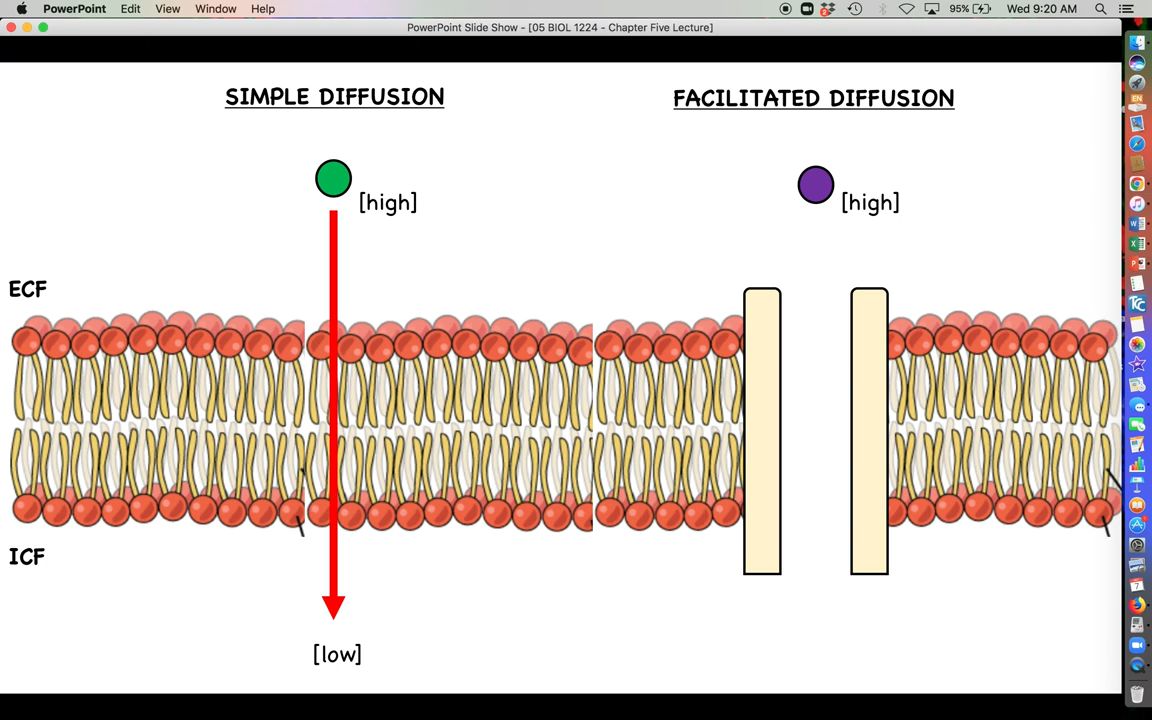 PowerPoint Edit View Window Help
95% Wed 9:20 AM
PowerPoint Slide Show - [05 BIOL 1224 - Chapter Five Lecture]
SIMPLE DIFFUSION
FACILITATED DIFFUSION
[high]
[high]
ECF
ICF
[low]